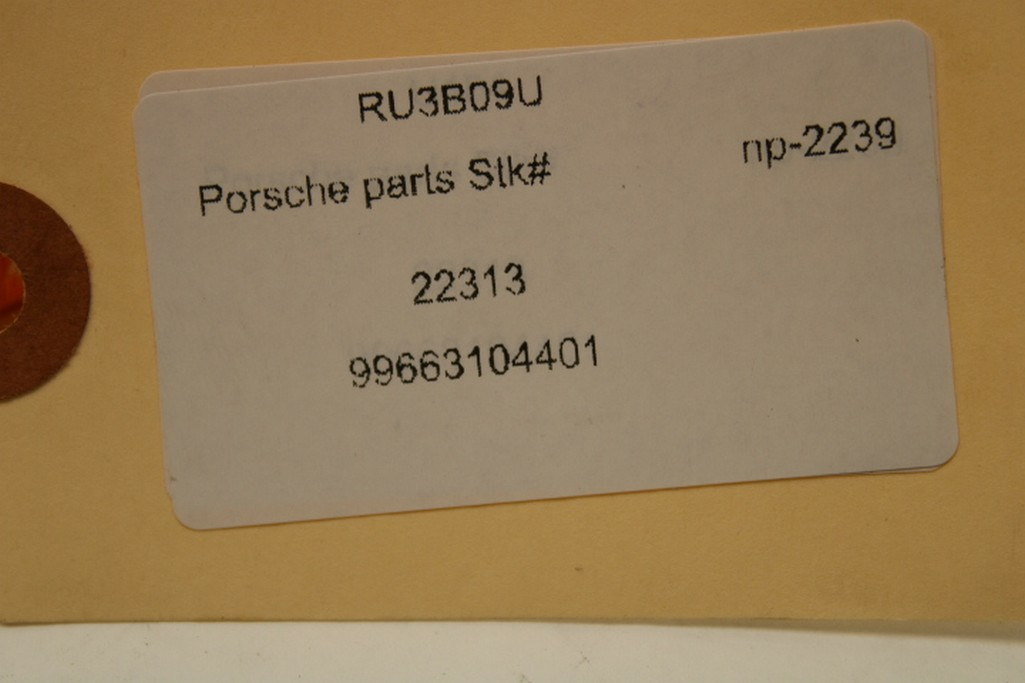 RU3B09U
np-2239
Porsche parts Stk#
22313
99663104401